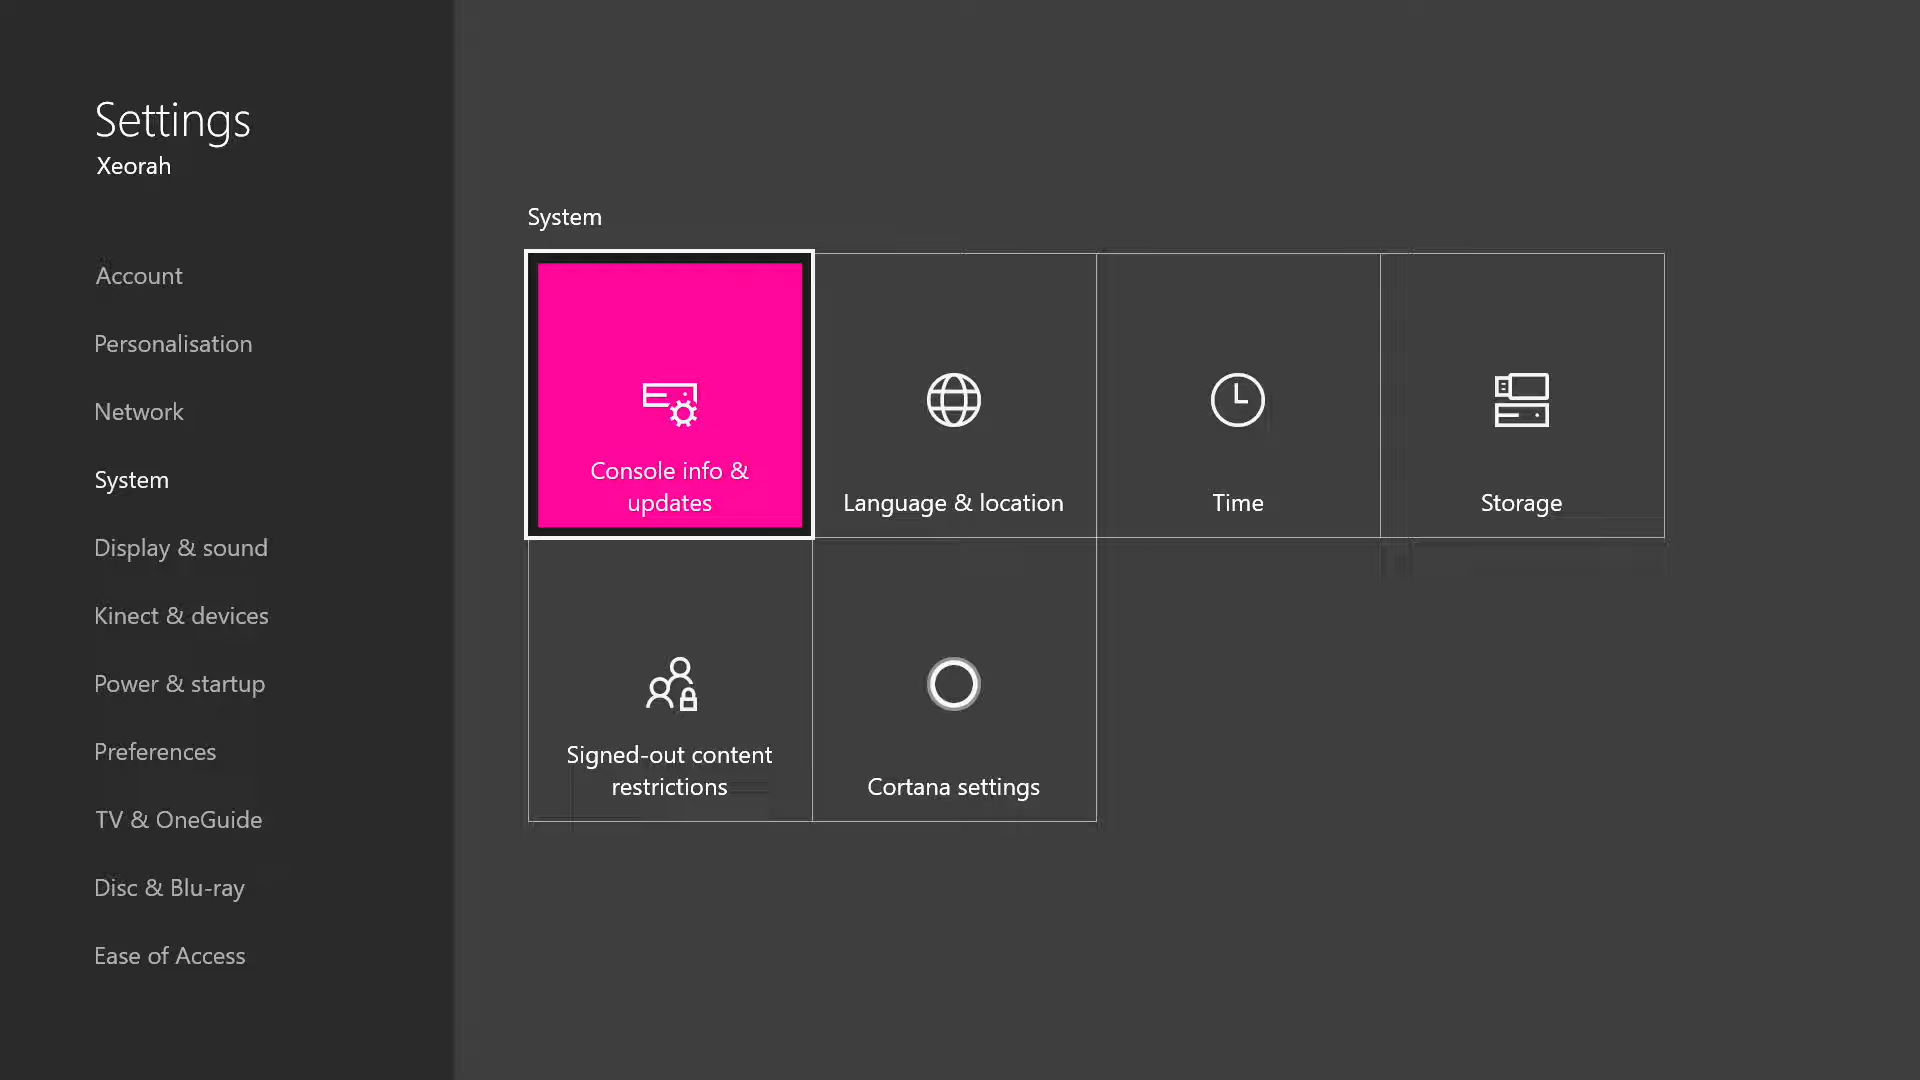 Settings
Xeorah
Account
Personalisation
Network
System
Display & sound
Kinect & devices
Power & startup
Preferences
TV & OneGuide
Disc & Blu-ray
Ease of Access
System
Console info &
updates
Language & location
Time
Storage
Signed-out content
restrictions
Cortana settings